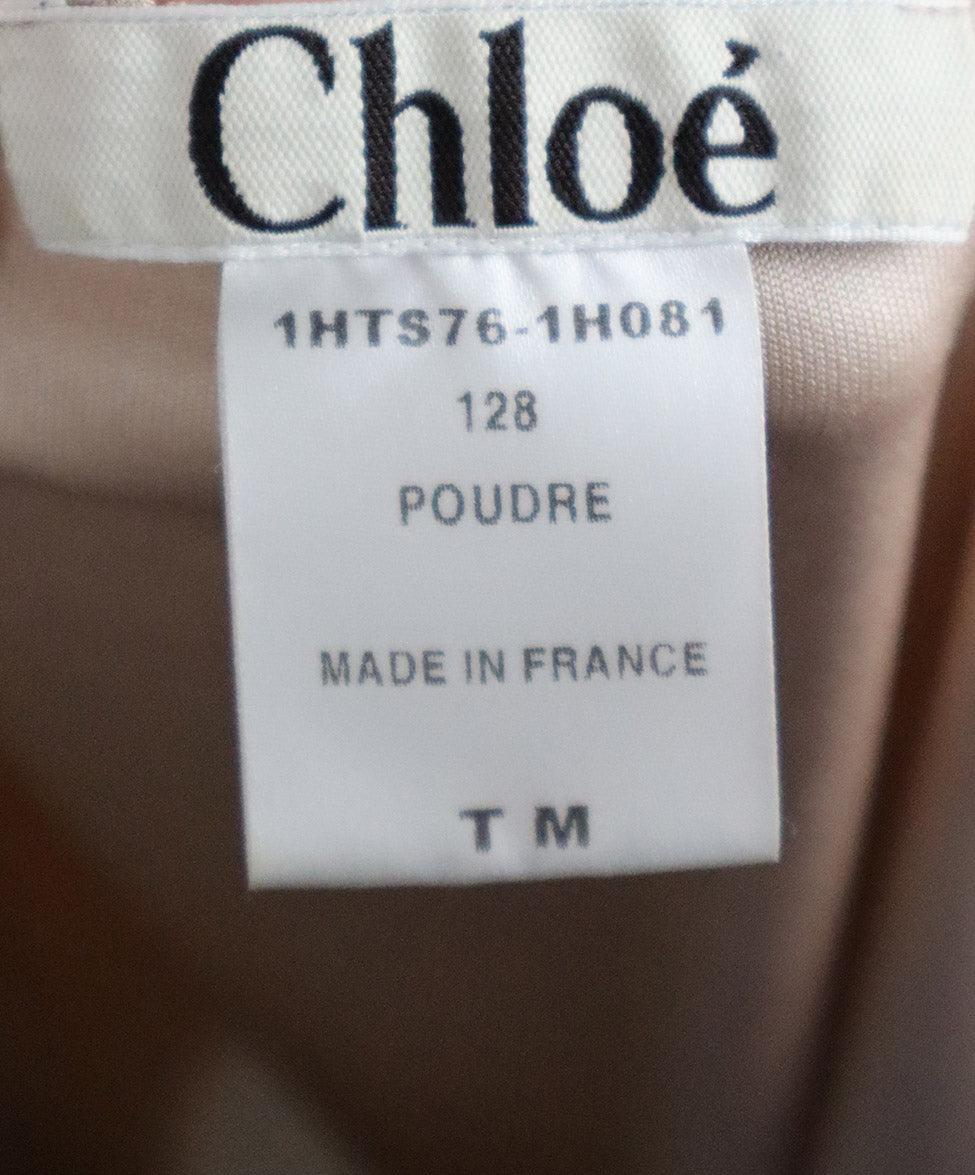 Chloé
1HTS76-1H081
128
POUDRE
MADE IN FRANCE
T M